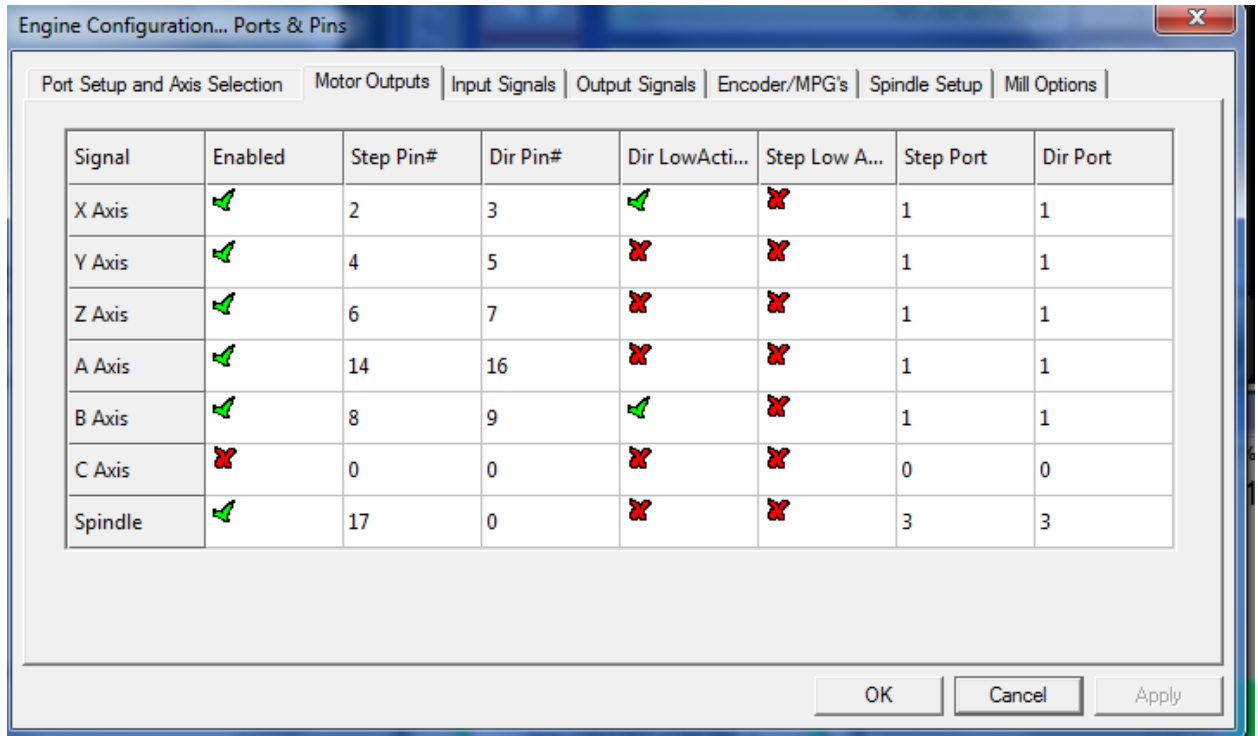 Engine Configuration... Ports & Pins
Port Setup and Axis Selection Motor Outputs Input Signals Output Signals Encoder/MPG's Spindle Setup Mill Options
Signal Enabled Step Pin# Dir Pin# Dir LowActi... Step Low A... Step Port Dir Port
X Axis 2 3 1 1
Y Axis 4 5 1 1
Z Axis 6 7 1 1
A Axis 14 16 1 1
B Axis 8 9 1 1
C Axis 0 0 0 0
Spindle 17 0 3 3
OK Cancel Apply